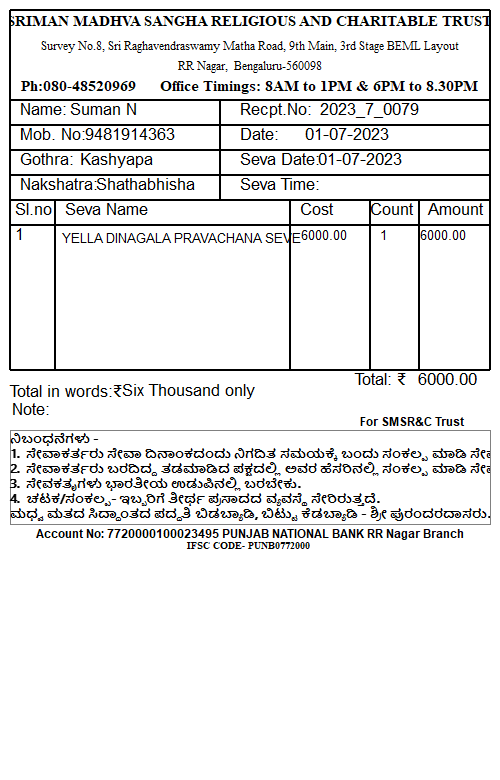 SRIMAN MADHVA SANGHA RELIGIOUS AND CHARITABLE TRUST
Survey No.8, Sri Raghavendraswamy Matha Road, 9th Main, 3rd Stage BEML Layout
RR Nagar, Bengaluru-560098
Ph:080-48520969 Office Timings: 8AM to 1PM & 6PM to 8.30PM
Name: Suman N Recpt.No: 2023_7_0079
Mob. No:9481914363 Date: 01-07-2023
Gothra: Kashyapa Seva Date:01-07-2023
Nakshatra:Shathabhisha Seva Time:
Sl.no Seva Name Cost Count Amount
1 YELLA DINAGALA PRAVACHANA SEVE 6000.00 1 6000.00
Total: ₹ 6000.00
Total in words:₹Six Thousand only
Note:
For SMSR&C Trust
ನಿಬಂಧನೆಗಳು -
1. ಸೇವಾಕರ್ತರು ಸೇವಾ ದಿನಾಂಕದಂದು ನಿಗದಿತ ಸಮಯಕ್ಕೆ ಬಂದು ಸಂಕಲ್ಪ ಮಾಡಿ ಸೇವ
2. ಸೇವಾಕರ್ತರು ಬರದಿದ್ದ ತಡಮಾಡಿದ ಪಕ್ಷದಲ್ಲಿ ಅವರ ಹೆಸರಿನಲ್ಲಿ ಸಂಕಲ್ಪ ಮಾಡಿ ಸೇವ
3. ಸೇವಕತೃಗಳು ಭಾರತೀಯ ಉಡುಪಿನಲ್ಲಿ ಬರಬೇಕು.
4. ಚಟಕ/ಸಂಕಲ್ಪ- ಇಬ್ಬರಿಗೆ ತೀರ್ಥ ಪ್ರಸಾದದ ವ್ಯವಸ್ಥೆ ಸೇರಿರುತ್ತದೆ.
ಮಧ್ವ ಮತದ ಸಿದ್ಧಾಂತದ ಪದ್ಧತಿ ಬಿಡಬ್ಯಾಡಿ, ಬಿಟ್ಟು ಕೆಡಬ್ಯಾಡಿ - ಶ್ರೀ ಪುರಂದರದಾಸರು.
Account No: 7720000100023495 PUNJAB NATIONAL BANK RR Nagar Branch
IFSC CODE- PUNB0772000